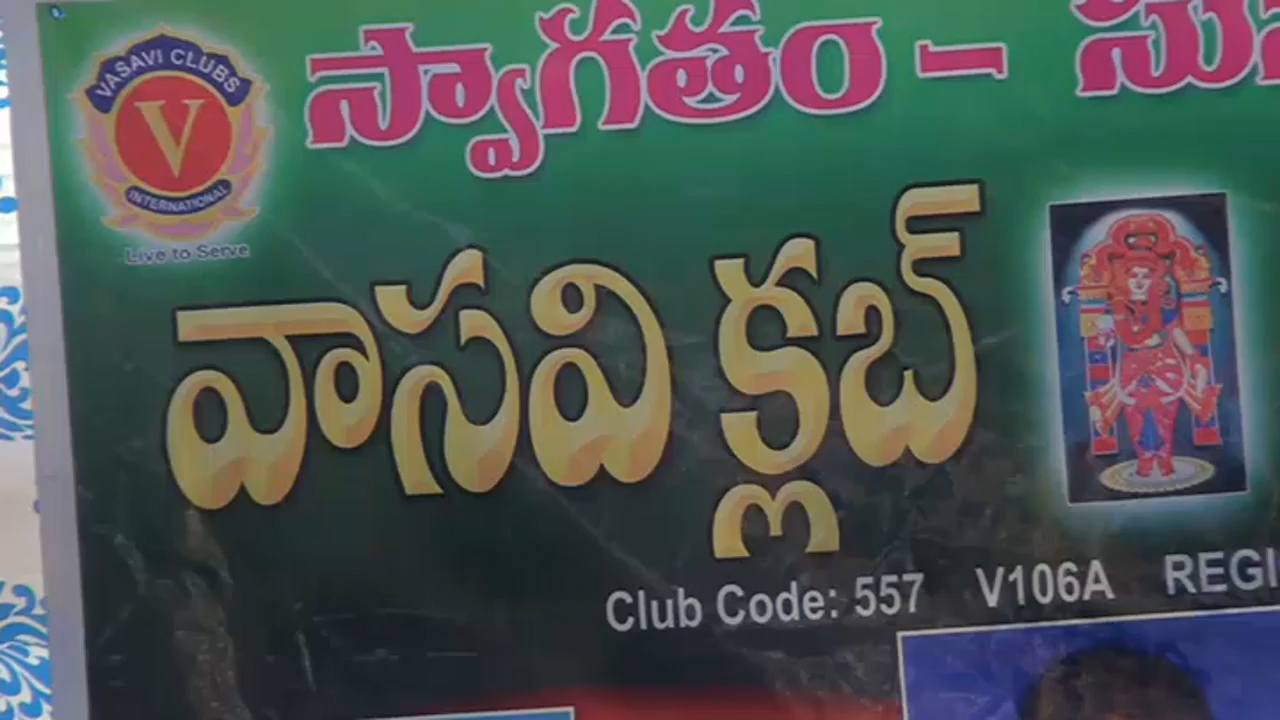 VASAVI CLUBS
V
INTERNATIONAL
Live to Serve
స్వాగతం - సు
వాసవి క్లబ్
Club Code: 557 V106A REGI